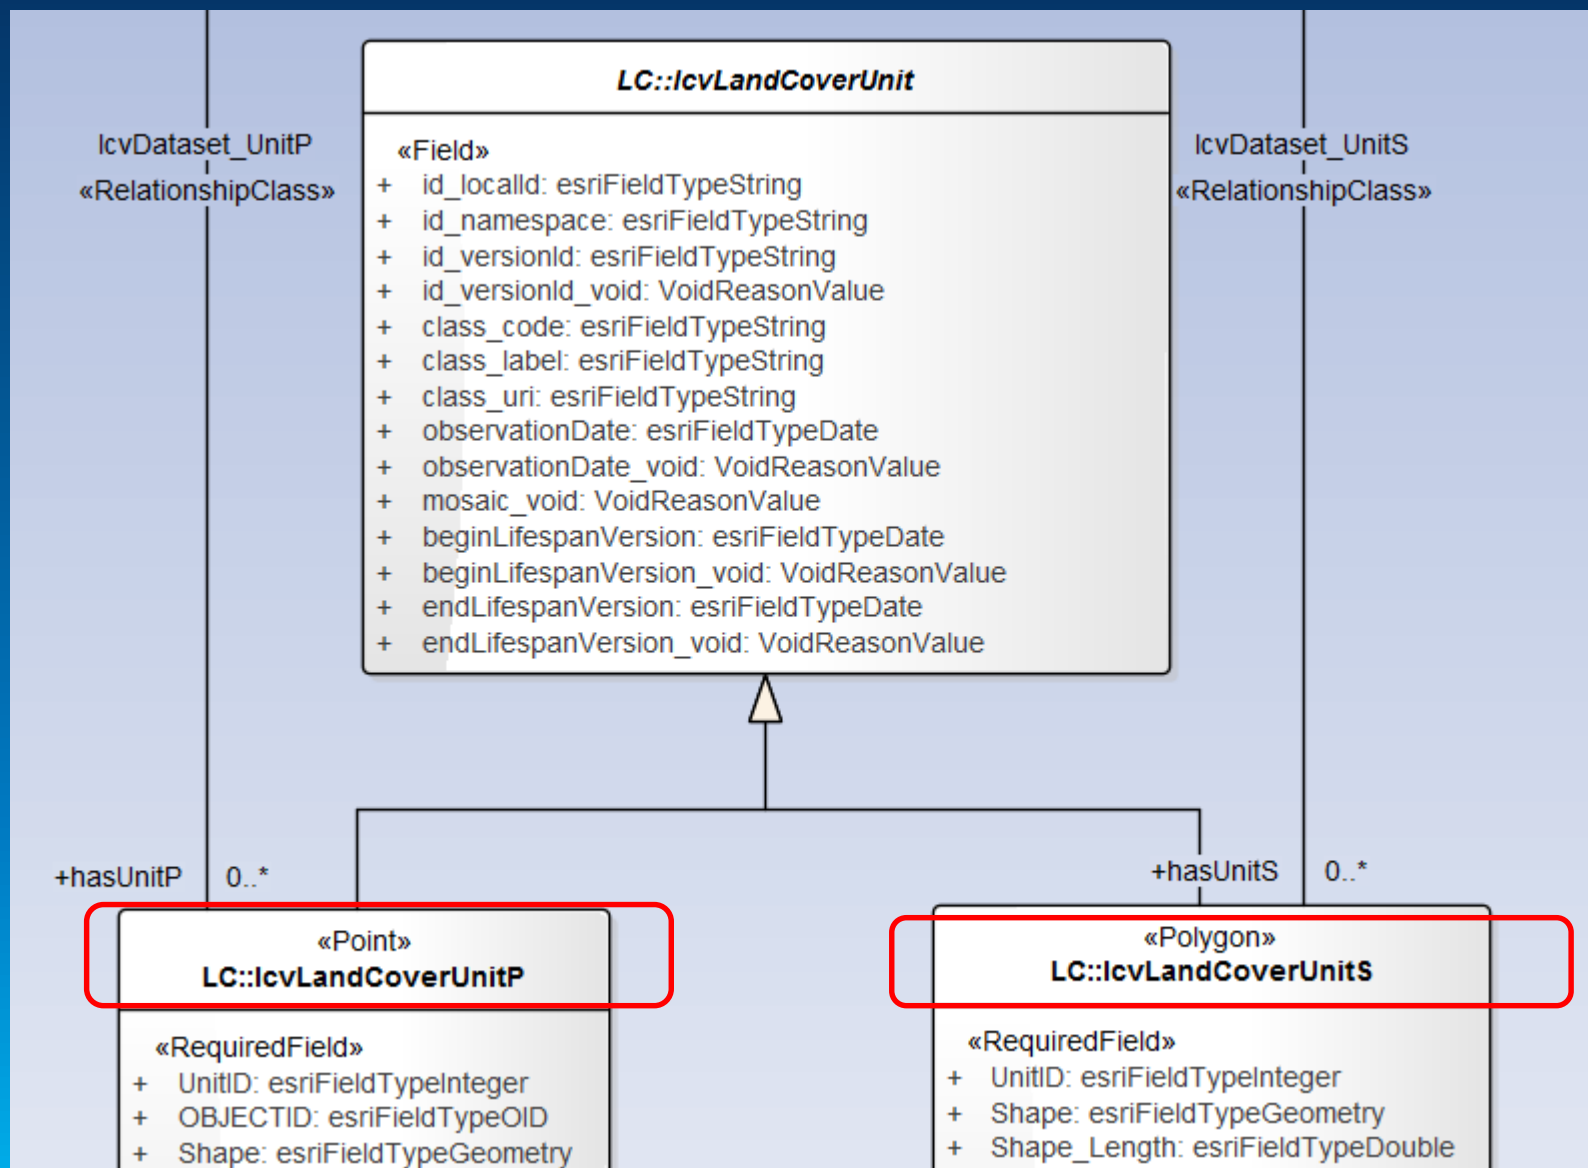 LC::lcvLandCoverUnit
«Field»
+ id_localId: esriFieldTypeString
+ id_namespace: esriFieldTypeString
+ id_versionId: esriFieldTypeString
+ id_versionId_void: VoidReasonValue
+ class_code: esriFieldTypeString
+ class_label: esriFieldTypeString
+ class_uri: esriFieldTypeString
+ observationDate: esriFieldTypeDate
+ observationDate_void: VoidReasonValue
+ mosaic_void: VoidReasonValue
+ beginLifespanVersion: esriFieldTypeDate
+ beginLifespanVersion_void: VoidReasonValue
+ endLifespanVersion: esriFieldTypeDate
+ endLifespanVersion_void: VoidReasonValue
lcvDataset_UnitP
«RelationshipClass»
lcvDataset_UnitS
«RelationshipClass»
+hasUnitP 0..*
+hasUnitS 0..*
«Point»
LC::lcvLandCoverUnitP
«RequiredField»
+ UnitID: esriFieldTypeInteger
+ OBJECTID: esriFieldTypeOID
+ Shape: esriFieldTypeGeometry
«Polygon»
LC::lcvLandCoverUnitS
«RequiredField»
+ UnitID: esriFieldTypeInteger
+ Shape: esriFieldTypeGeometry
+ Shape_Length: esriFieldTypeDouble